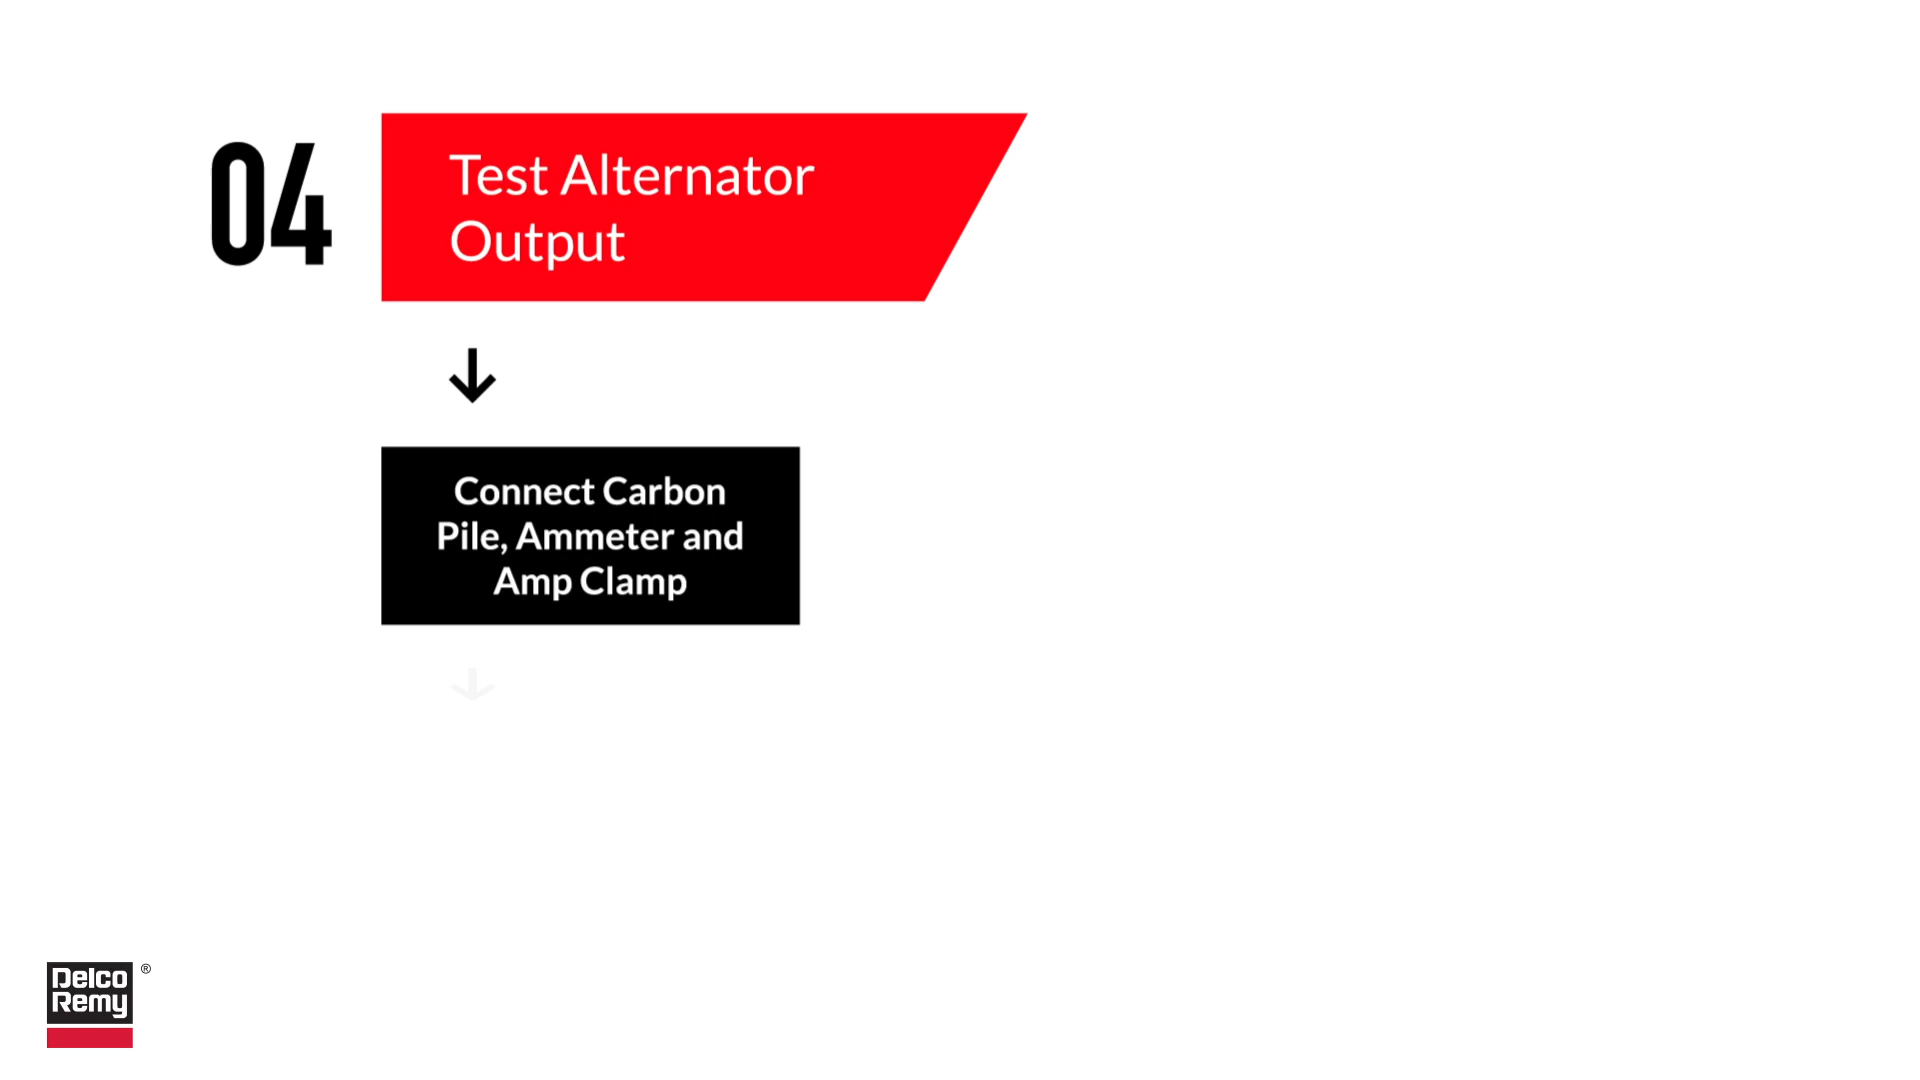 04
Test Alternator
Output
Connect Carbon
Pile, Ammeter and
Amp Clamp
Delco
Remy
®